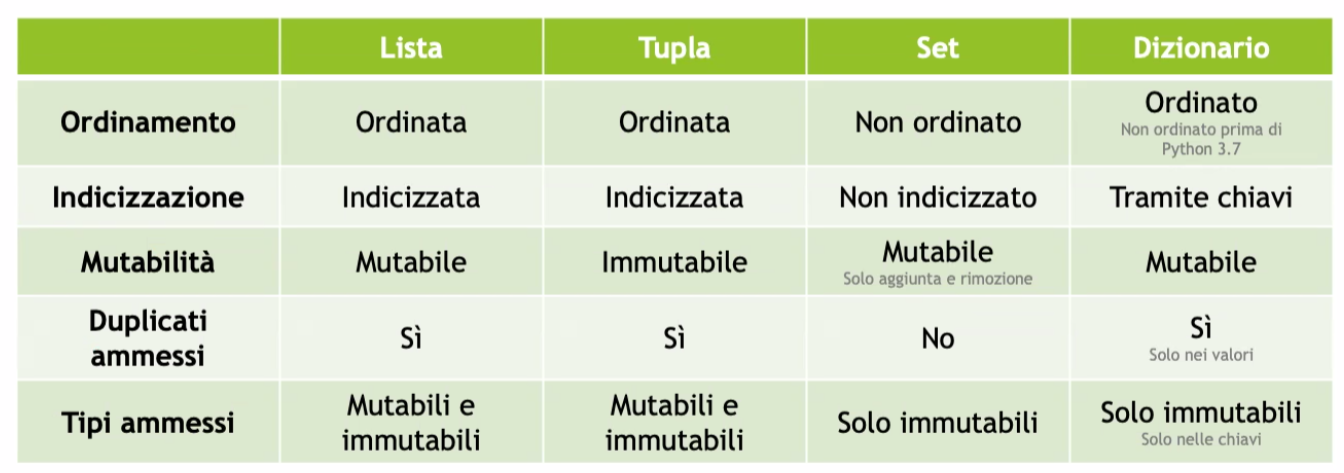 Lista Tupla Set Dizionario
Ordinamento Ordinata Ordinata Non ordinato Ordinato
Non ordinato prima di
Python 3.7
Indicizzazione Indicizzata Indicizzata Non indicizzato Tramite chiavi
Mutabilità Mutabile Immutabile Mutabile Mutabile
Solo aggiunta e rimozione
Duplicati
ammessi Sì Sì No Sì
Solo nei valori
Tipi ammessi Mutabili e Mutabili e Solo immutabili Solo immutabili
immutabili immutabili Solo nelle chiavi